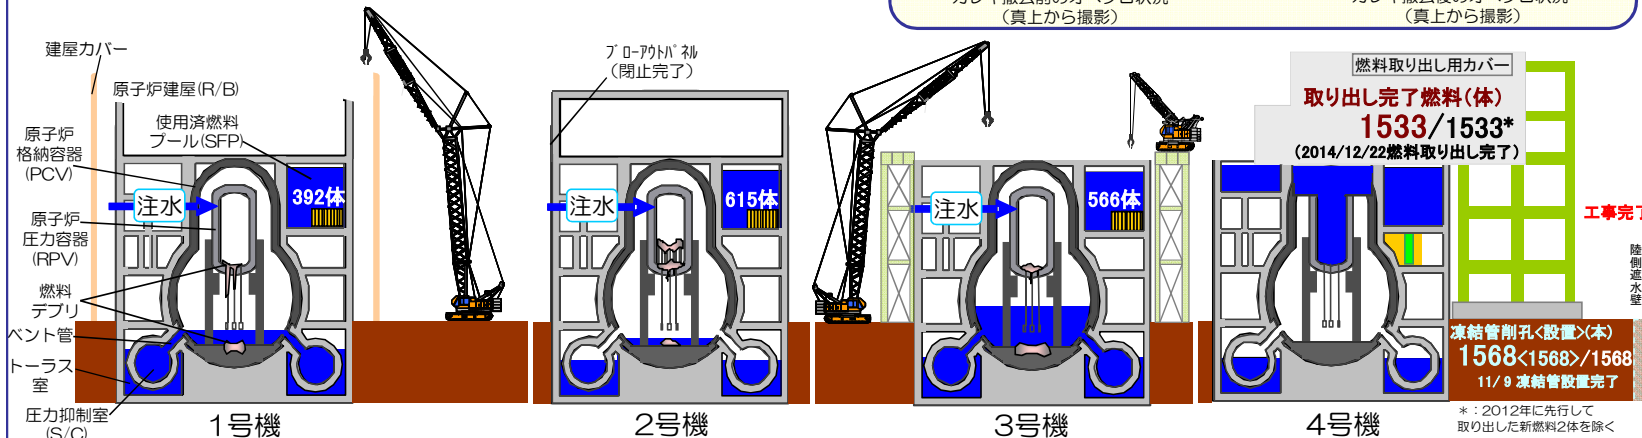 （真上から撮影）
（真上から撮影）
建屋カバー
原子炉建屋(R/B)
使用済燃料
プール(SFP)
原子炉
格納容器
(PCV)
原子炉
圧力容器
(RPV)
燃料
デブリ
ベント管
トーラス
室
圧力抑制室
(S/C)
注水
392体
1号機
ﾌﾞﾛｰｱｳﾄﾊﾟﾈﾙ
（閉止完了）
注水
615体
2号機
注水
566体
3号機
燃料取り出し用カバー
取り出し完了燃料(体)
1533/1533*
(2014/12/22燃料取り出し完了)
4号機
工事完了
陸側遮水壁
凍結管削孔<設置>(本)
1568<1568>/1568
11/9 凍結管設置完了
＊：2012年に先行して
取り出した新燃料2体を除く